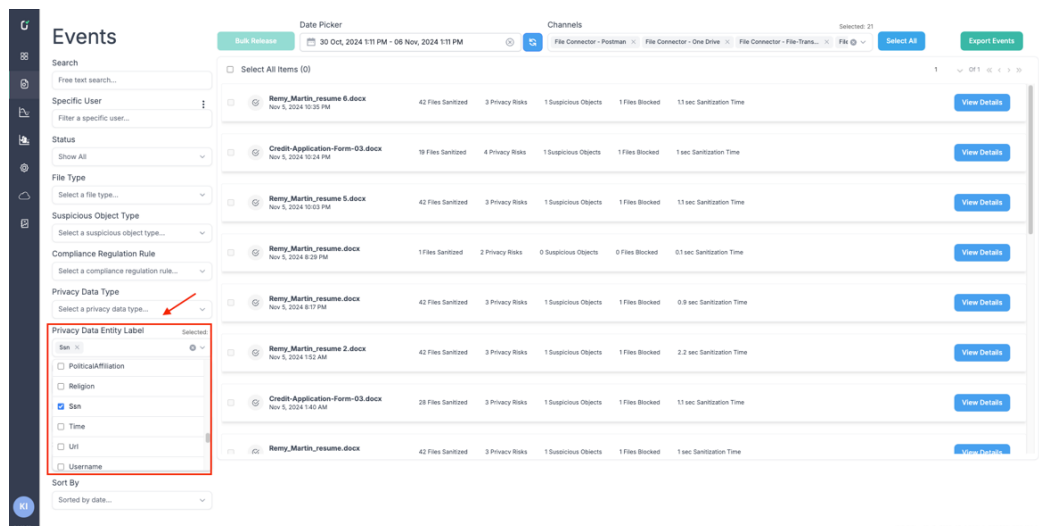 Events
Date Picker
Channels
Selected: 21
Bulk Release
30 Oct, 2024 1:11 PM - 06 Nov, 2024 1:11 PM
File Connector - Postman × File Connector - One Drive × File Connector - File-Trans... ×
Select All
Export Events
Search
Free text search...
Specific User
Filter a specific user...
Status
Show All
File Type
Select a file type...
Suspicious Object Type
Select a suspicious object type...
Compliance Regulation Rule
Select a compliance regulation rule...
Privacy Data Type
Select a privacy data type...
Privacy Data Entity Label
Selected:
Ssn ×
PoliticalAffiliation
Religion
Ssn
Time
Url
Username
Sort By
Sorted by date...
KI
Select All Items (0)
1 Of 1
Remy_Martin_resume 6.docx
Nov 5, 2024 10:35 PM
42 Files Sanitized 3 Privacy Risks 1 Suspicious Objects 1 Files Blocked 1.1 sec Sanitization Time
View Details
Credit-Application-Form-03.docx
Nov 5, 2024 10:24 PM
19 Files Sanitized 4 Privacy Risks 1 Suspicious Objects 1 Files Blocked 1 sec Sanitization Time
View Details
Remy_Martin_resume 5.docx
Nov 5, 2024 10:03 PM
42 Files Sanitized 3 Privacy Risks 1 Suspicious Objects 1 Files Blocked 1.1 sec Sanitization Time
View Details
Remy_Martin_resume.docx
Nov 5, 2024 8:29 PM
1 Files Sanitized 2 Privacy Risks 0 Suspicious Objects 0 Files Blocked 0.1 sec Sanitization Time
View Details
Remy_Martin_resume.docx
Nov 5, 2024 8:17 PM
42 Files Sanitized 3 Privacy Risks 1 Suspicious Objects 1 Files Blocked 0.9 sec Sanitization Time
View Details
Remy_Martin_resume 2.docx
Nov 5, 2024 1:52 AM
42 Files Sanitized 3 Privacy Risks 1 Suspicious Objects 1 Files Blocked 2.2 sec Sanitization Time
View Details
Credit-Application-Form-03.docx
Nov 5, 2024 1:40 AM
28 Files Sanitized 3 Privacy Risks 1 Suspicious Objects 1 Files Blocked 1.1 sec Sanitization Time
View Details
Remy_Martin_resume.docx
42 Files Sanitized 3 Privacy Risks 1 Suspicious Objects 1 Files Blocked 1 sec Sanitization Time
View Details